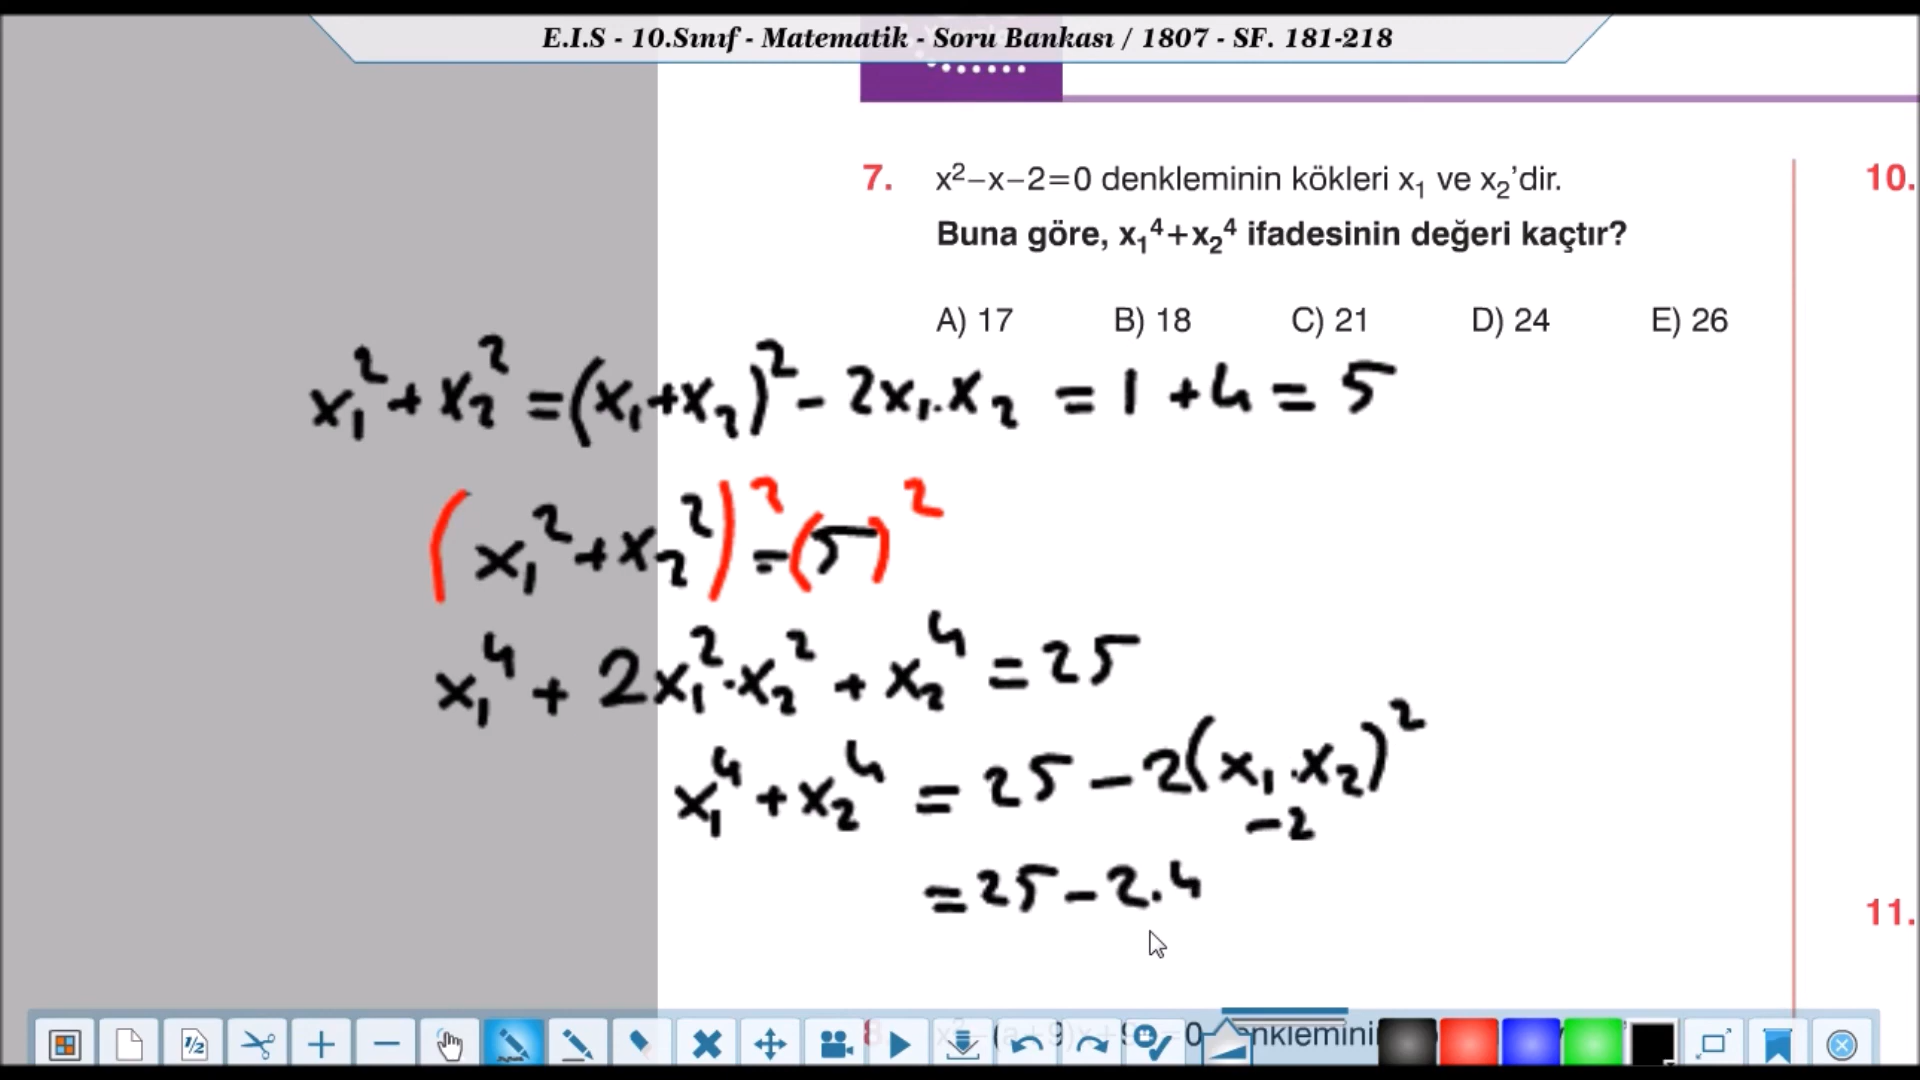 E.I.S - 10.Sınıf - Matematik - Soru Bankası / 1807 - SF. 181-218
7. x²−x−2=0 denkleminin kökleri x₁ ve x₂'dir.
Buna göre, x₁⁴+x₂⁴ ifadesinin değeri kaçtır?
A) 17 B) 18 C) 21 D) 24 E) 26
x₁² + x₂² = (x₁+x₂)² − 2x₁.x₂ = 1 + 4 = 5
(x₁² + x₂²)² = (5)²
x₁⁴ + 2x₁².x₂² + x₂⁴ = 25
x₁⁴ + x₂⁴ = 25 − 2(x₁.x₂)²
−2
= 25 − 2.4
10.
11.
1/2